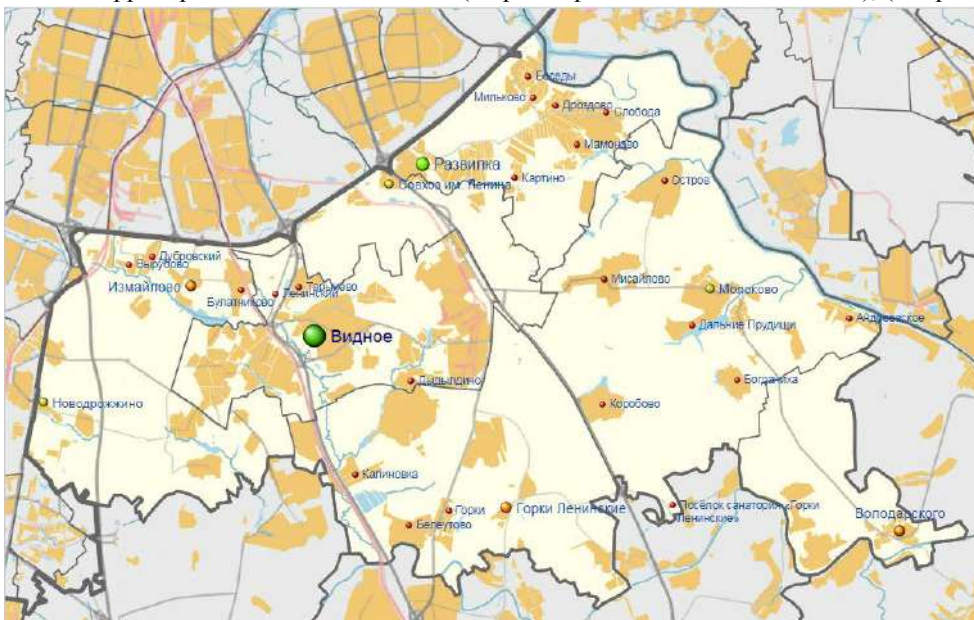 Беседы
Мильково
Дроздово
Слобода
Мамоново
Развилка
Совхоз им. Ленина
Картино
Остров
Дубровский
Вырубово
Измайлово
Булатниково
Ленинский
Тарычево
Мисайлово
Молоково
Андреевское
Дальние Прудищи
Видное
Дыдылдино
Богданиха
Новодрожжино
Коробово
Калиновка
Горки
Горки Ленинские
Белеутово
Посёлок санатория «Горки
Ленинские»
Володарского